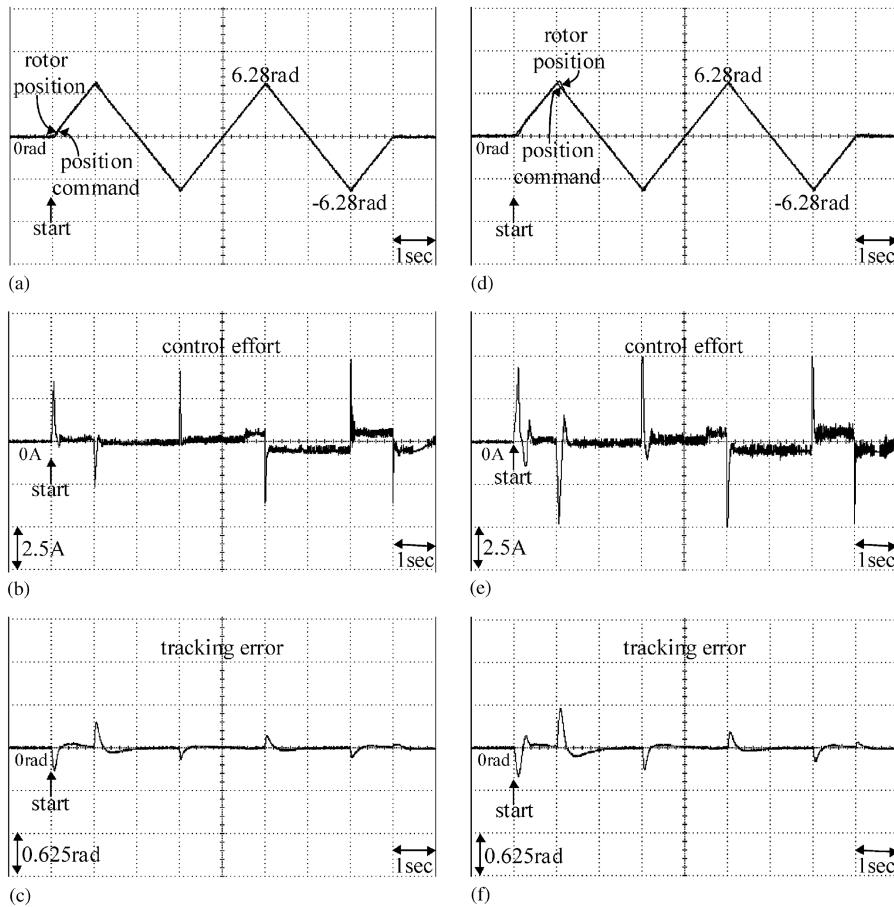 rotor
position
6.28rad
0rad
position
command
-6.28rad
start
1sec
(a)
rotor
position
6.28rad
0rad
position
command
-6.28rad
start
1sec
(d)
control effort
0A
start
2.5A
1sec
(b)
control effort
0A
start
2.5A
1sec
(e)
tracking error
0rad
start
0.625rad
1sec
(c)
tracking error
0rad
start
0.625rad
1sec
(f)